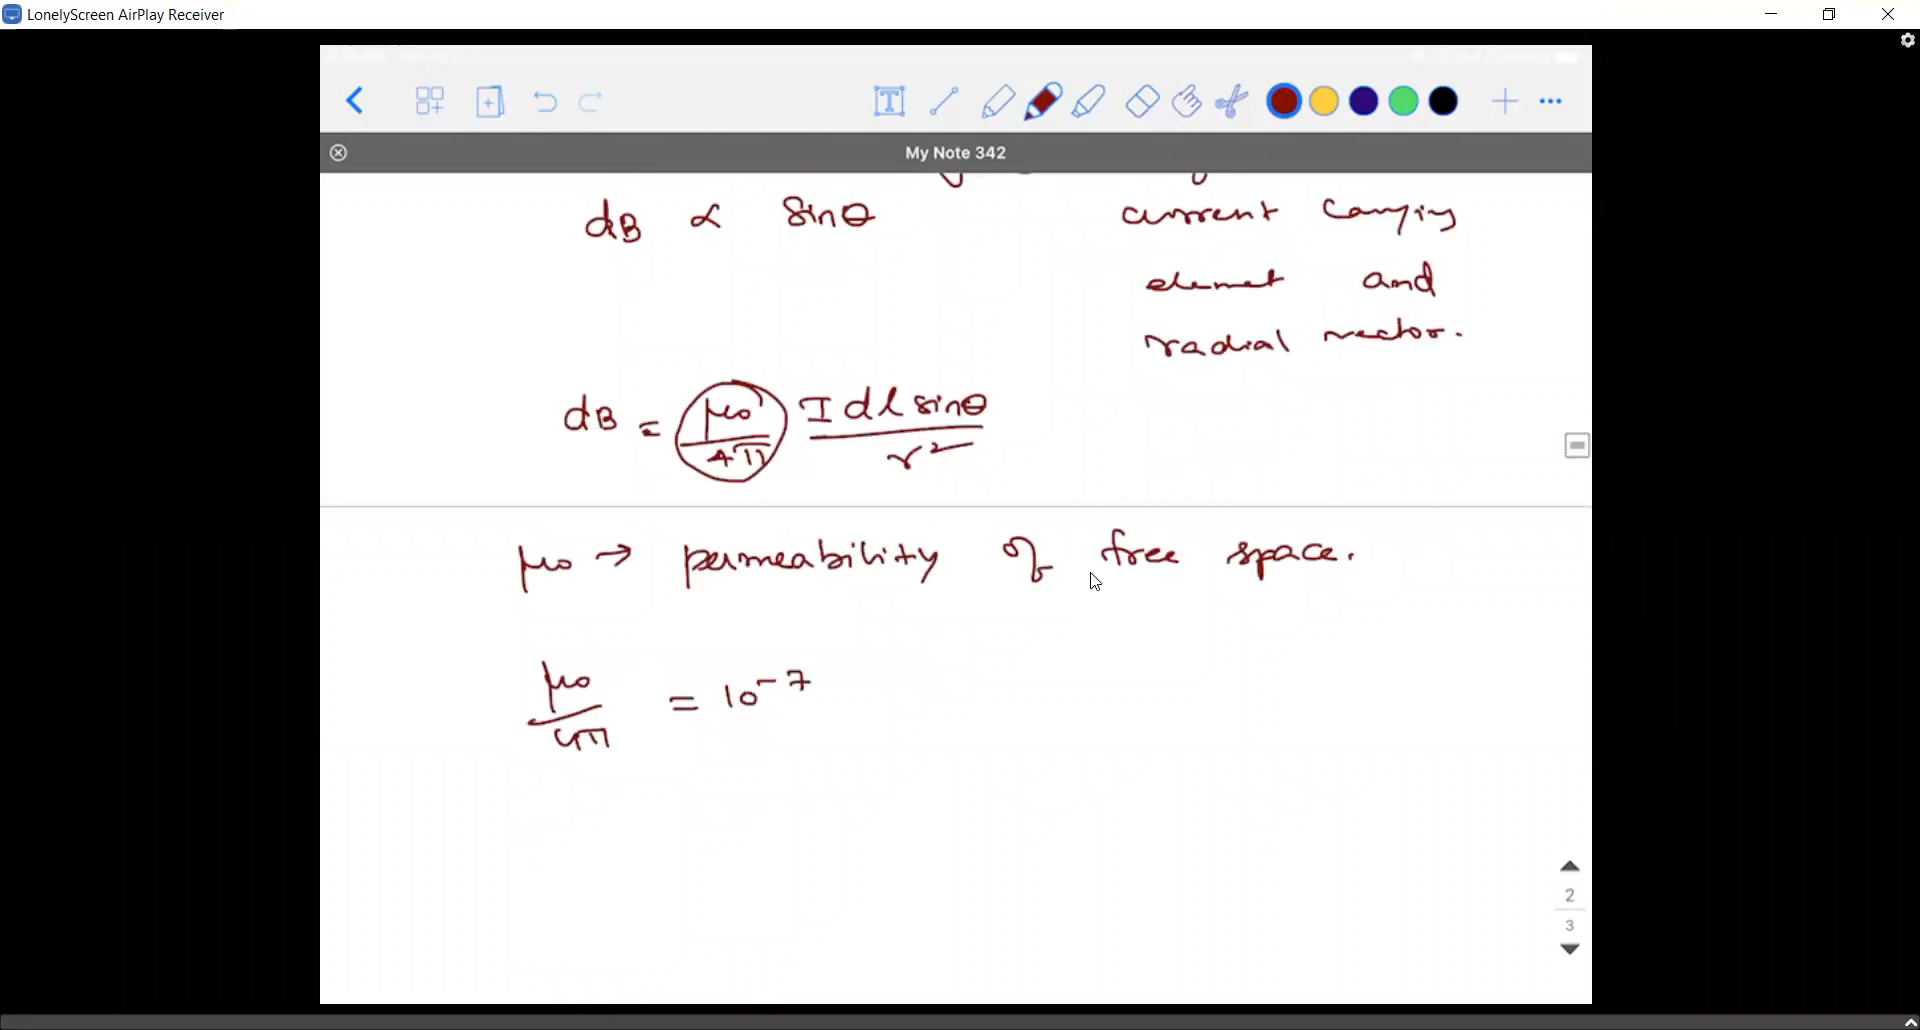 LonelyScreen AirPlay Receiver
T
My Note 342
dB ∝ Sinθ
current carrying
elemet and
radial vector.
dB = μ₀/4π I dl sinθ/r²
μ₀ → permeability of free space.
μ₀/4π = 10⁻⁷
2
3